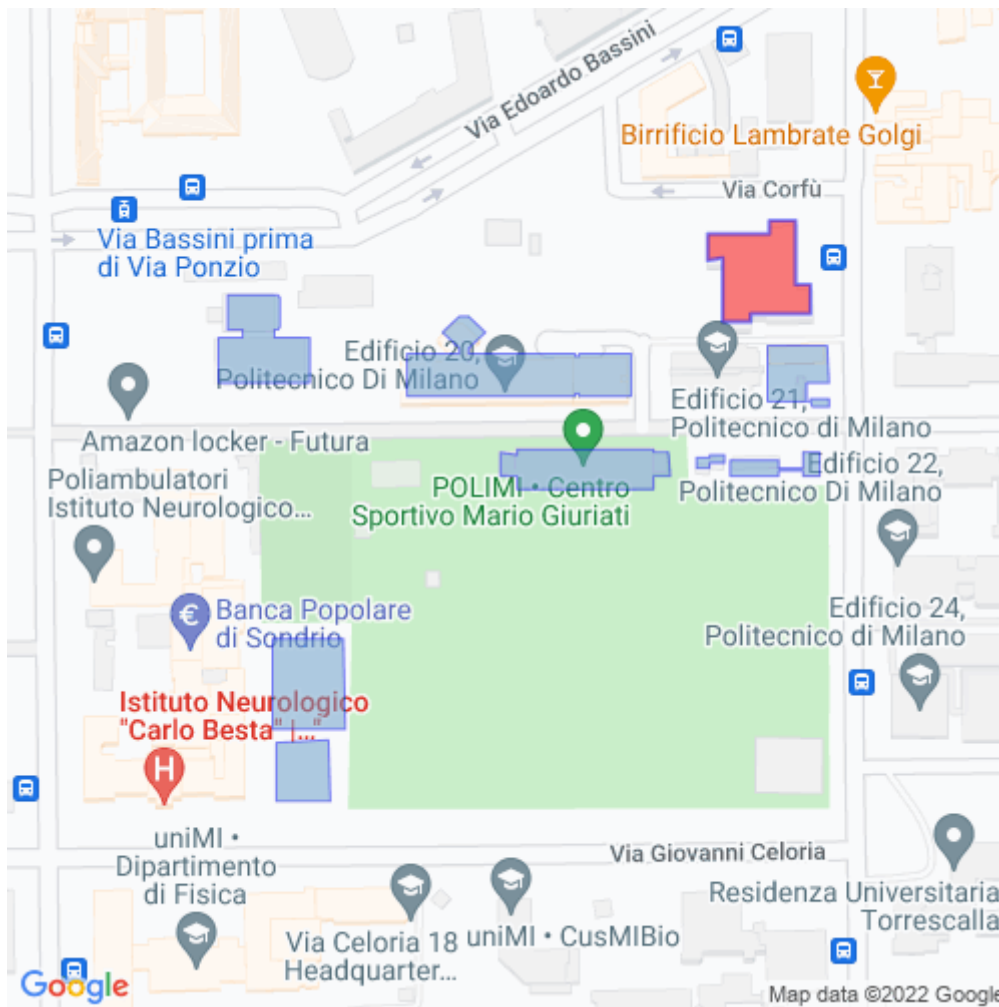 Via Edoardo Bassini
Birrificio Lambrate Golgi
Via Corfù
Via Bassini prima
di Via Ponzio
Edificio 20,
Politecnico Di Milano
Edificio 21,
Politecnico di Milano
Amazon locker - Futura
Poliambulatori
Istituto Neurologico...
POLIMI • Centro
Sportivo Mario Giuriati
Edificio 22,
Politecnico Di Milano
Banca Popolare
di Sondrio
Edificio 24,
Politecnico di Milano
Istituto Neurologico
"Carlo Besta" |..."
H
uniMI •
Dipartimento
di Fisica
Via Giovanni Celoria
Residenza Universitaria
Torrescalla
Via Celoria 18
Headquarter...
uniMI • CusMIBio
Google
Map data ©2022 Google